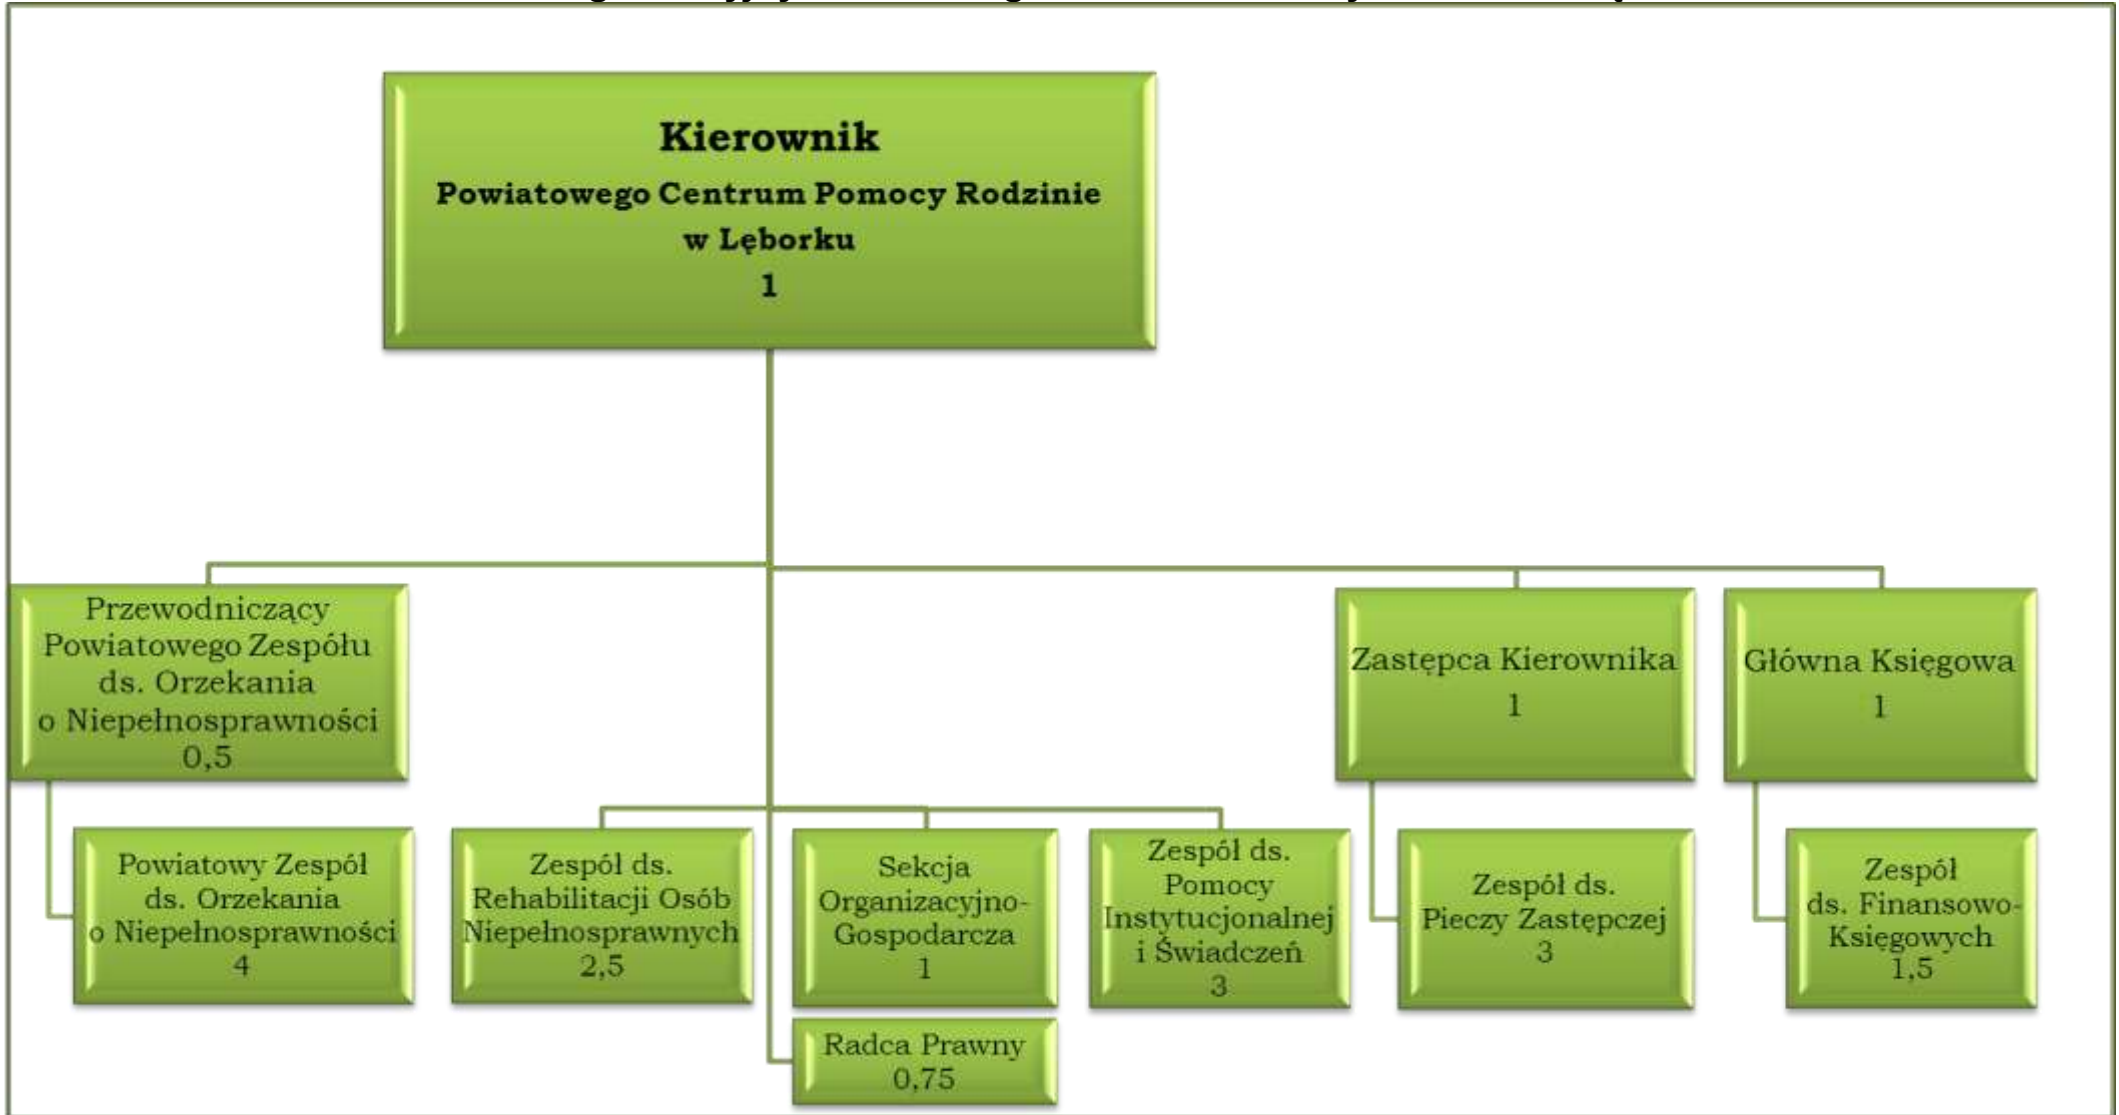 Kierownik
Powiatowego Centrum Pomocy Rodzinie
w Lęborku
1
Przewodniczący
Powiatowego Zespółu
ds. Orzekania
o Niepełnosprawności
0,5
Zastępca Kierownika
1
Główna Księgowa
1
Powiatowy Zespół
ds. Orzekania
o Niepełnosprawności
4
Zespół ds.
Rehabilitacji Osób
Niepełnosprawnych
2,5
Sekcja
Organizacyjno-
Gospodarcza
1
Zespół ds.
Pomocy
Instytucjonalnej
i Świadczeń
3
Zespół ds.
Pieczy Zastępczej
3
Zespół
ds. Finansowo-
Księgowych
1,5
Radca Prawny
0,75